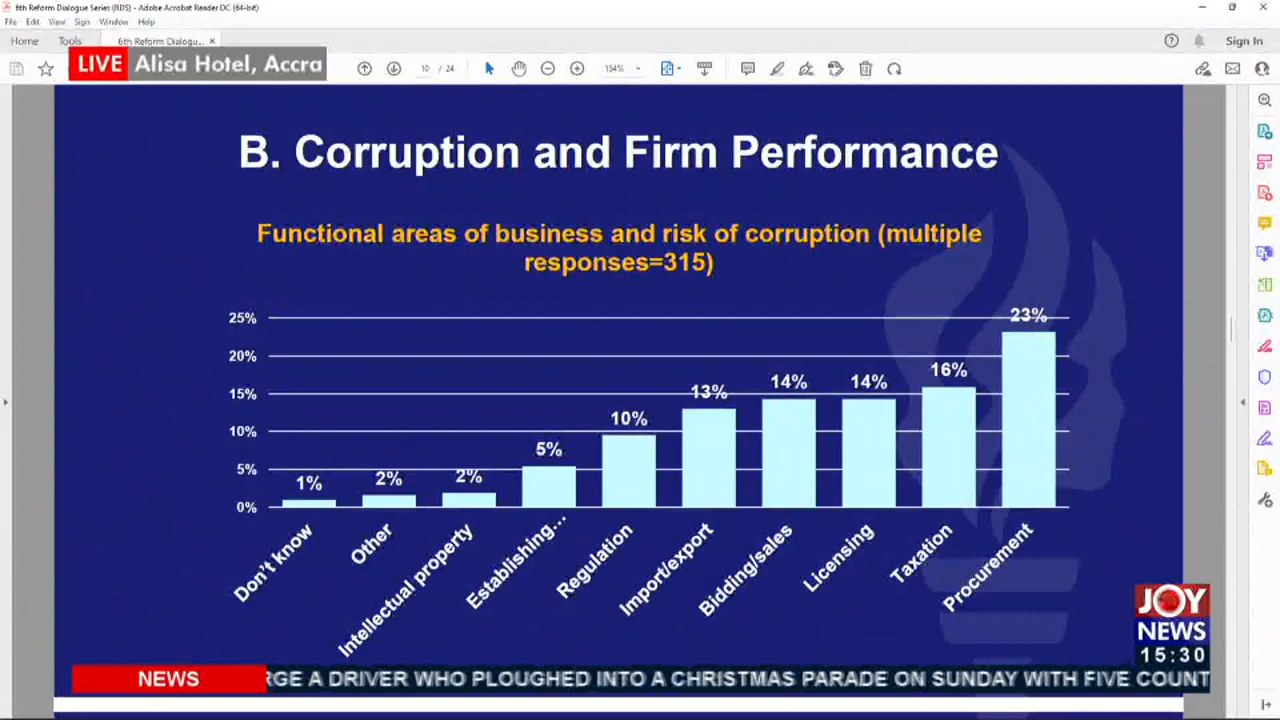 6th Reform Dialogue Series (RDS) - Adobe Acrobat Reader DC (64-bit)
File Edit View Sign Window Help
Home Tools 6th Reform Dialogu... × Sign In
LIVE Alisa Hotel, Accra
10 / 24 154%
B. Corruption and Firm Performance
Functional areas of business and risk of corruption (multiple
responses=315)
25%
20%
15%
10%
5%
0%
1%
2%
2%
5%
10%
13%
14%
14%
16%
23%
Don't know
Other
Intellectual property
Establishing...
Regulation
Import/export
Bidding/sales
Licensing
Taxation
Procurement
JOY
NEWS
15:30
NEWS RGE A DRIVER WHO PLOUGHED INTO A CHRISTMAS PARADE ON SUNDAY WITH FIVE COUNT